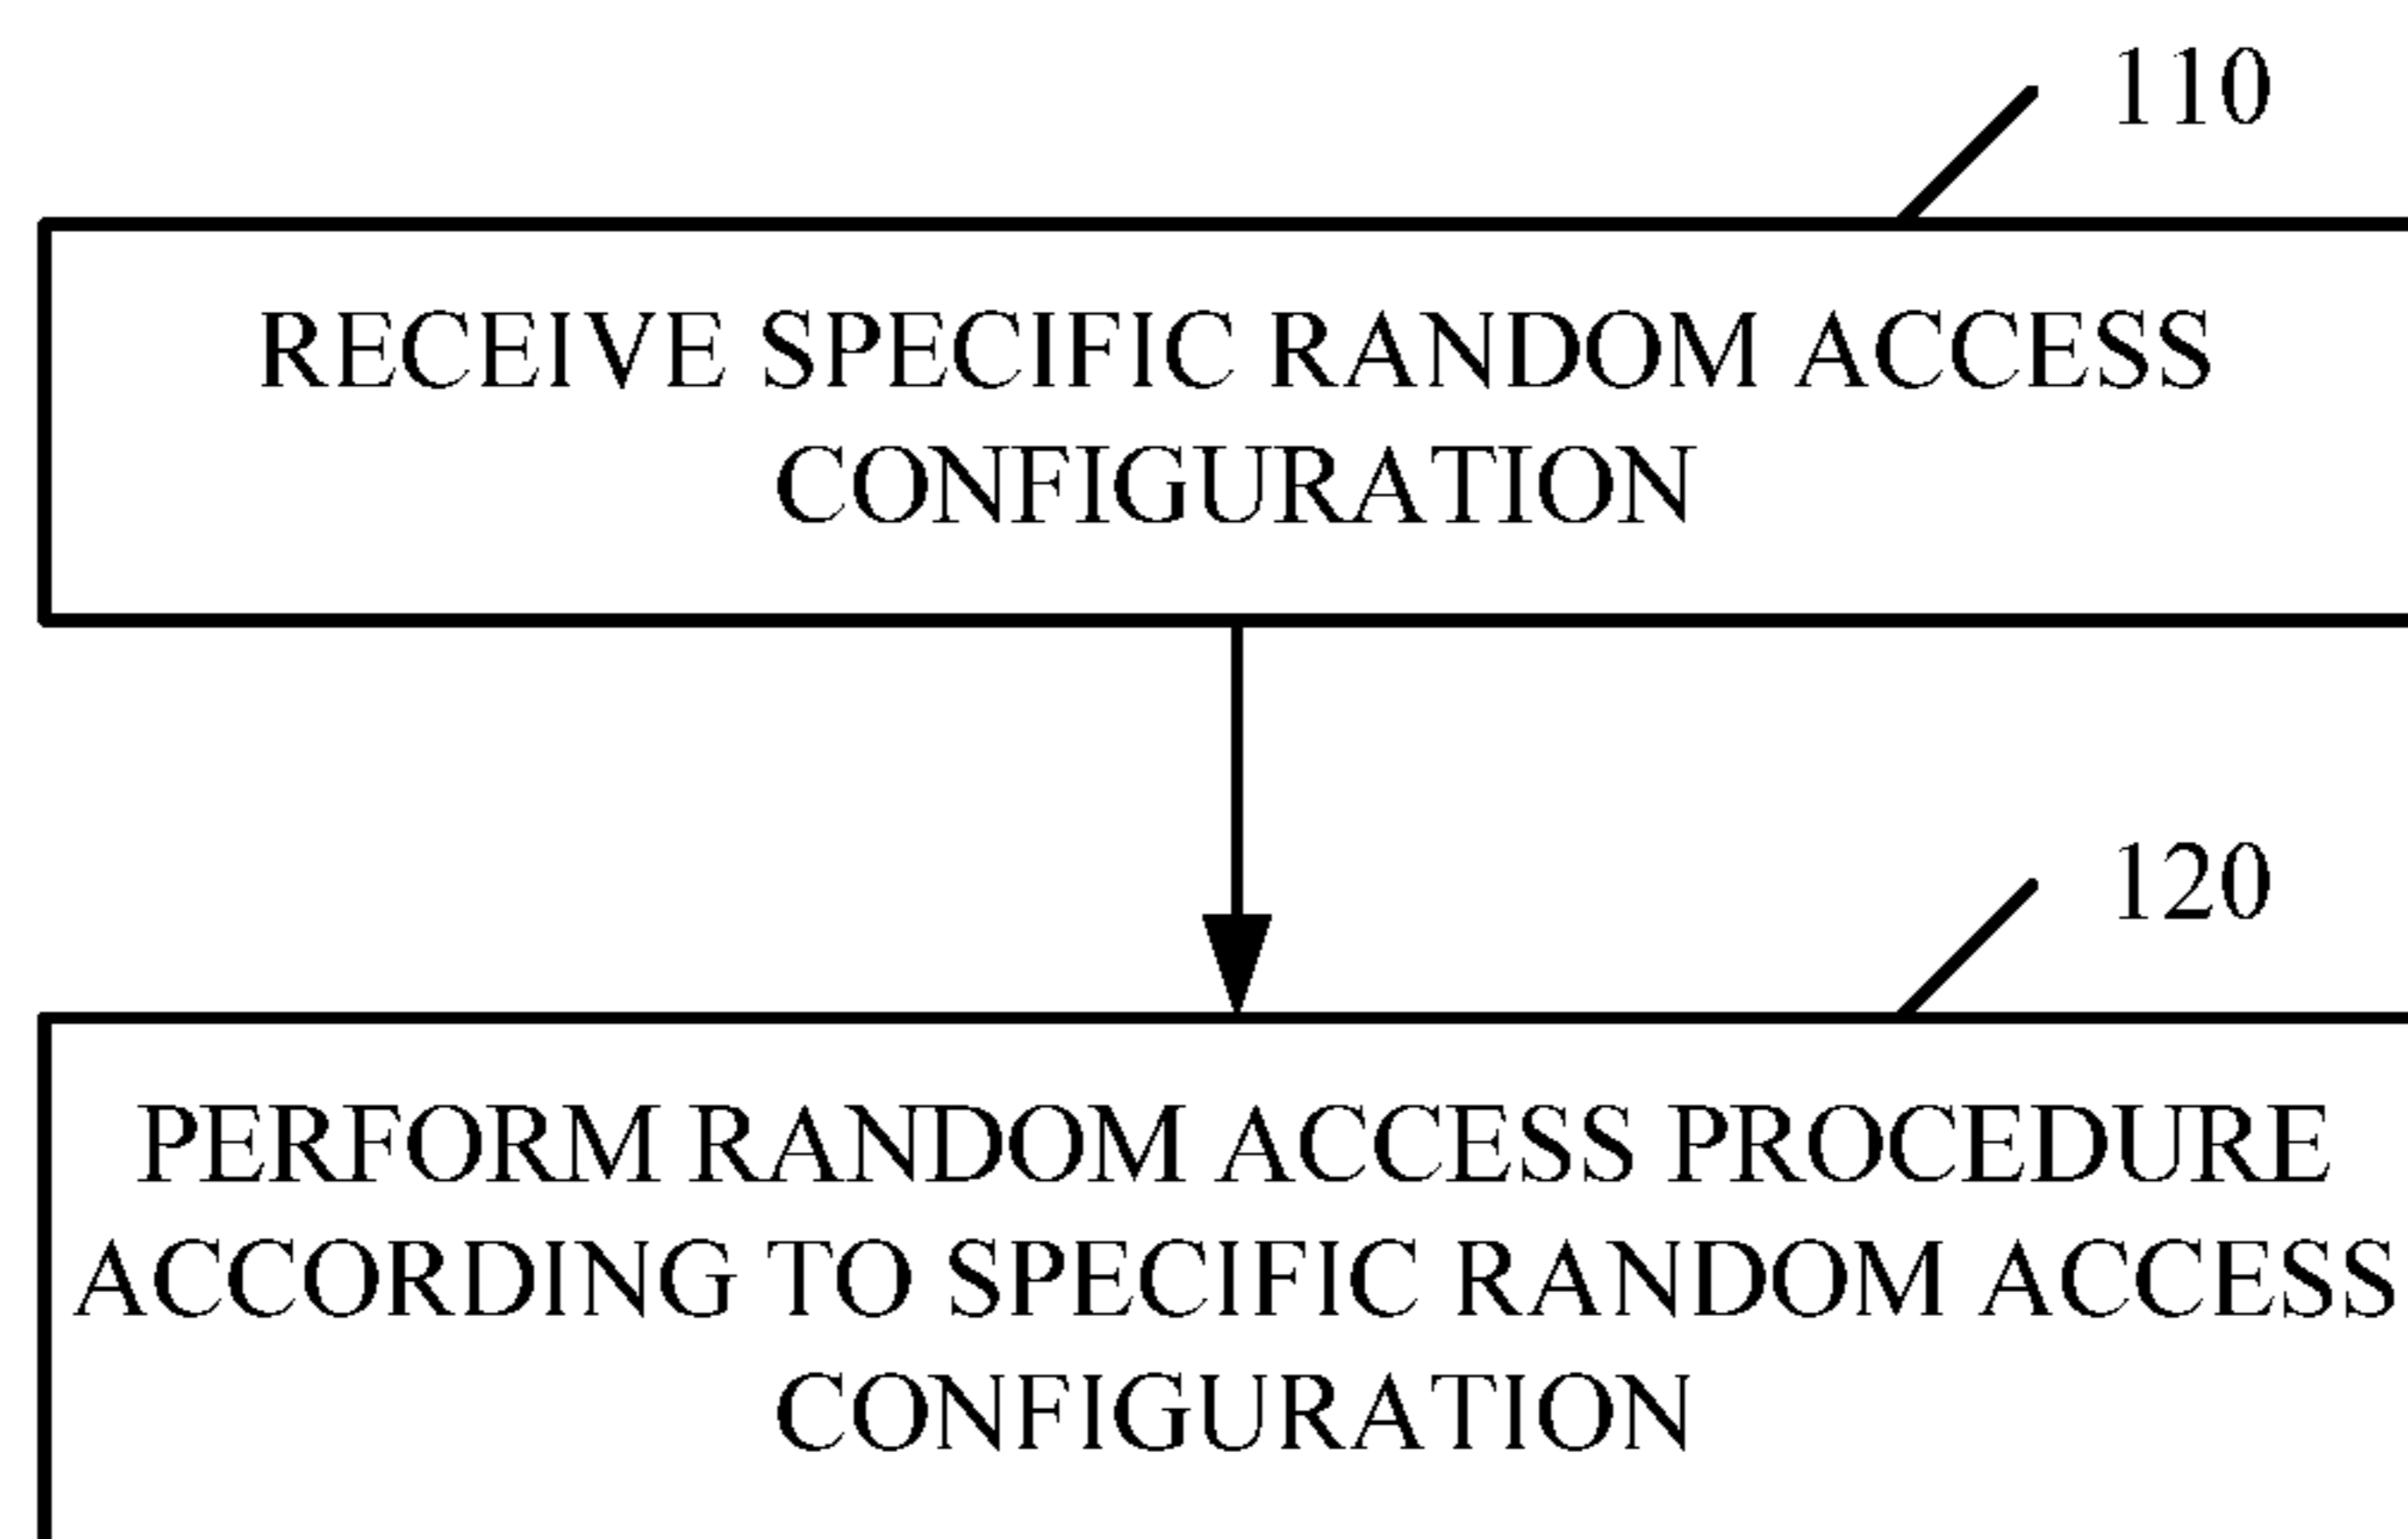 110
RECEIVE SPECIFIC RANDOM ACCESS
CONFIGURATION
120
PERFORM RANDOM ACCESS PROCEDURE
ACCORDING TO SPECIFIC RANDOM ACCESS
CONFIGURATION